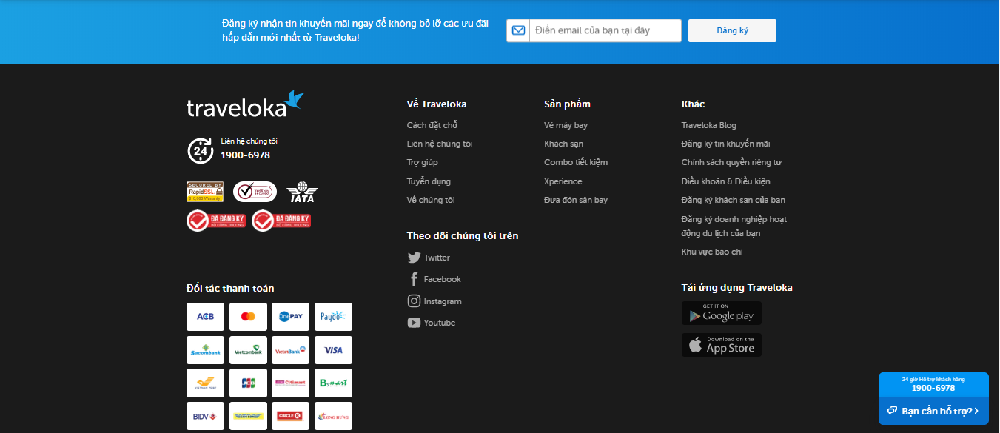 Đăng ký nhận tin khuyến mãi ngay để không bỏ lỡ các ưu đãi
hấp dẫn mới nhất từ Traveloka!
Điền email của bạn tại đây
Đăng ký
traveloka
24
Liên hệ chúng tôi
1900-6978
SECURED BY
RapidSSL
$10,000 Warranty
VeriSign
Secured
IATA
ĐÃ ĐĂNG KÝ
BỘ CÔNG THƯƠNG
ĐÃ ĐĂNG KÝ
BỘ CÔNG THƯƠNG
Đối tác thanh toán
ACB
OnePAY
Payoo
Sacombank
Vietcombank
VietinBank
VISA
VIETNAM POST
JCB
Citimart
B'smart
BIDV
CIRCLE K
LONG HUNG
Về Traveloka
Cách đặt chỗ
Liên hệ chúng tôi
Trợ giúp
Tuyển dụng
Về chúng tôi
Theo dõi chúng tôi trên
Twitter
Facebook
Instagram
Youtube
Sản phẩm
Vé máy bay
Khách sạn
Combo tiết kiệm
Xperience
Đưa đón sân bay
Khác
Traveloka Blog
Đăng ký tin khuyến mãi
Chính sách quyền riêng tư
Điều khoản & Điều kiện
Đăng ký khách sạn của bạn
Đăng ký doanh nghiệp hoạt
động du lịch của bạn
Khu vực báo chí
Tải ứng dụng Traveloka
GET IT ON
Google play
Download on the
App Store
24 giờ Hỗ trợ khách hàng
1900-6978
Bạn cần hỗ trợ?